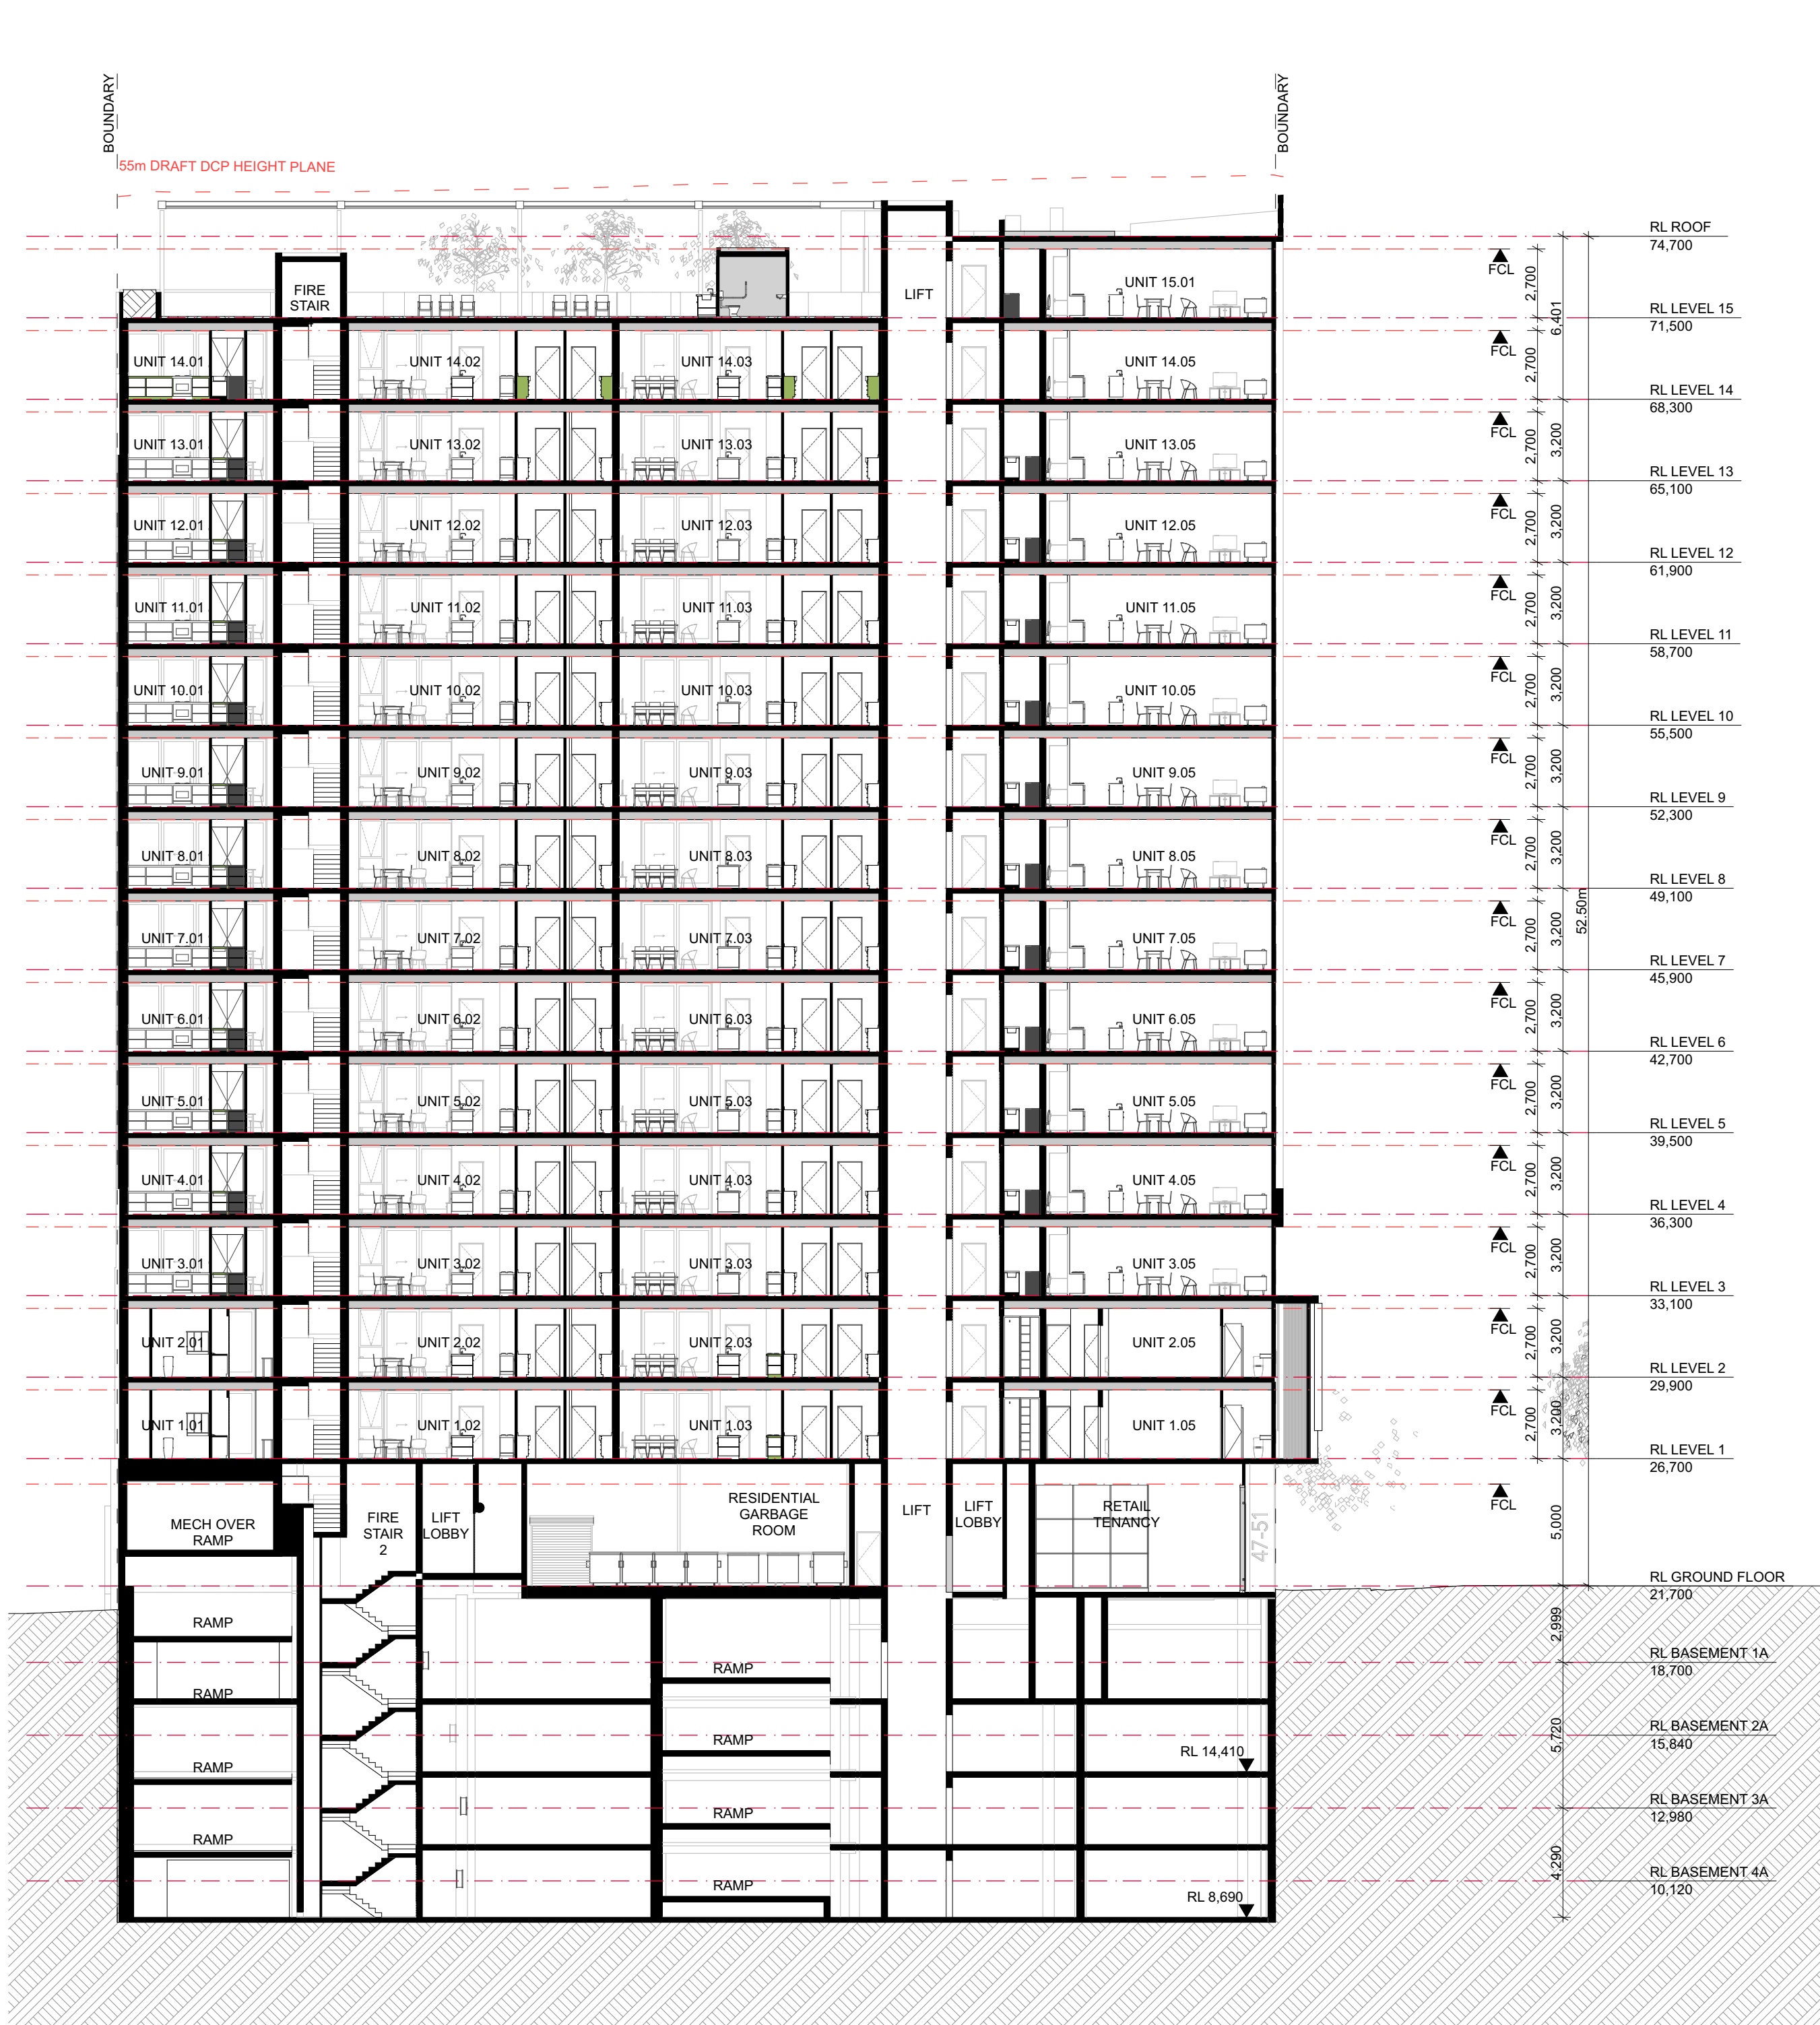 BOUNDARY
BOUNDARY
55m DRAFT DCP HEIGHT PLANE
RL ROOF
74,700
FCL
2,700
FIRE
STAIR
LIFT
UNIT 15.01
6,401
RL LEVEL 15
71,500
FCL
2,700
UNIT 14.01
UNIT 14.02
UNIT 14.03
UNIT 14.05
RL LEVEL 14
68,300
FCL
2,700
3,200
UNIT 13.01
UNIT 13.02
UNIT 13.03
UNIT 13.05
RL LEVEL 13
65,100
FCL
2,700
3,200
UNIT 12.01
UNIT 12.02
UNIT 12.03
UNIT 12.05
RL LEVEL 12
61,900
FCL
2,700
3,200
UNIT 11.01
UNIT 11.02
UNIT 11.03
UNIT 11.05
RL LEVEL 11
58,700
FCL
2,700
3,200
UNIT 10.01
UNIT 10.02
UNIT 10.03
UNIT 10.05
RL LEVEL 10
55,500
FCL
2,700
3,200
UNIT 9.01
UNIT 9.02
UNIT 9.03
UNIT 9.05
RL LEVEL 9
52,300
FCL
2,700
3,200
UNIT 8.01
UNIT 8.02
UNIT 8.03
UNIT 8.05
RL LEVEL 8
49,100
52.50m
FCL
2,700
3,200
UNIT 7.01
UNIT 7.02
UNIT 7.03
UNIT 7.05
RL LEVEL 7
45,900
FCL
2,700
3,200
UNIT 6.01
UNIT 6.02
UNIT 6.03
UNIT 6.05
RL LEVEL 6
42,700
FCL
2,700
3,200
UNIT 5.01
UNIT 5.02
UNIT 5.03
UNIT 5.05
RL LEVEL 5
39,500
FCL
2,700
3,200
UNIT 4.01
UNIT 4.02
UNIT 4.03
UNIT 4.05
RL LEVEL 4
36,300
FCL
2,700
3,200
UNIT 3.01
UNIT 3.02
UNIT 3.03
UNIT 3.05
RL LEVEL 3
33,100
FCL
2,700
3,200
UNIT 2.01
UNIT 2.02
UNIT 2.03
UNIT 2.05
RL LEVEL 2
29,900
FCL
2,700
3,200
UNIT 1.01
UNIT 1.02
UNIT 1.03
UNIT 1.05
RL LEVEL 1
26,700
FCL
5,000
MECH OVER
RAMP
FIRE
STAIR
2
LIFT
LOBBY
RESIDENTIAL
GARBAGE
ROOM
LIFT
LIFT
LOBBY
RETAIL
TENANCY
47-51
RL GROUND FLOOR
21,700
2,999
RAMP
RAMP
RL BASEMENT 1A
18,700
RAMP
RAMP
5,720
RL BASEMENT 2A
15,840
RL 14,410
RAMP
RAMP
RL BASEMENT 3A
12,980
RAMP
RAMP
4,290
RL BASEMENT 4A
10,120
RL 8,690